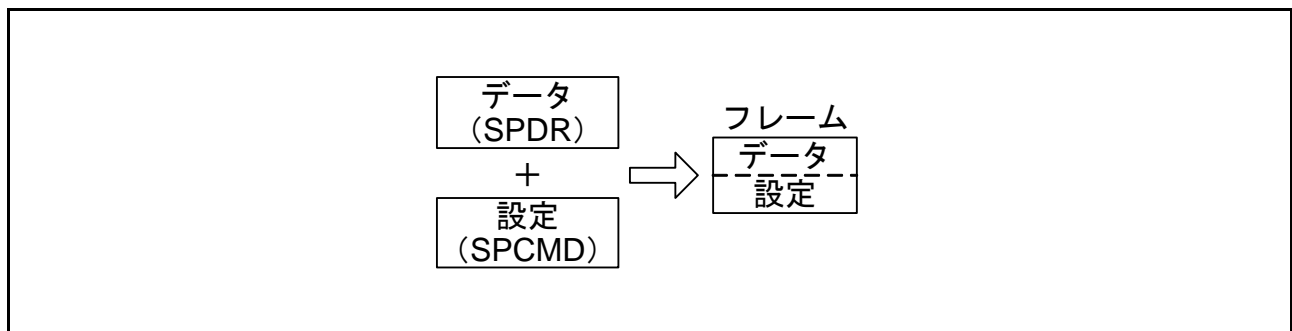 データ
（SPDR）
＋
設定
（SPCMD）
フレーム
データ
設定